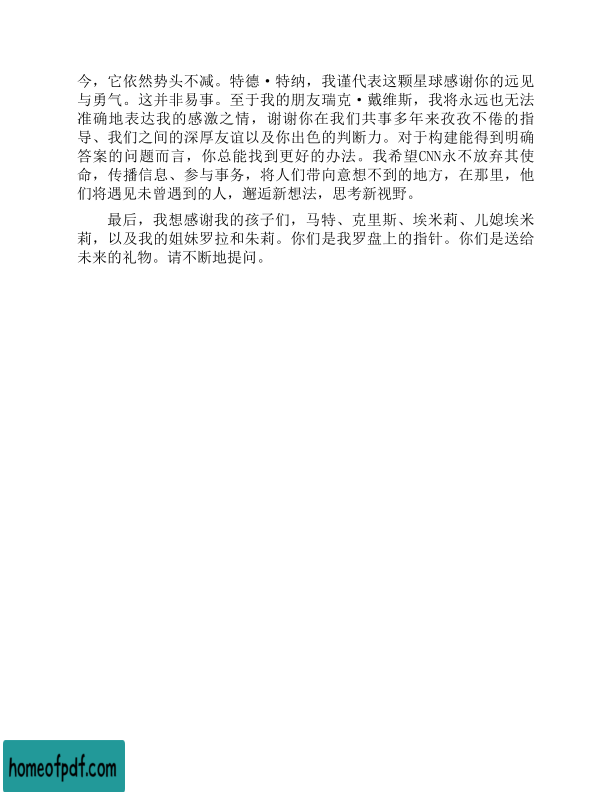 今，它依然势头不减。特德·特纳，我谨代表这颗星球感谢你的远见
与勇气。这并非易事。至于我的朋友瑞克·戴维斯，我将永远也无法
准确地表达我的感激之情，谢谢你在我们共事多年来孜孜不倦的指
导、我们之间的深厚友谊以及你出色的判断力。对于构建能得到明确
答案的问题而言，你总能找到更好的办法。我希望CNN永不放弃其使
命，传播信息、参与事务，将人们带向意想不到的地方，在那里，他
们将遇见未曾遇到的人，邂逅新想法，思考新视野。
最后，我想感谢我的孩子们，马特、克里斯、埃米莉、儿媳埃米
莉，以及我的姐妹罗拉和朱莉。你们是我罗盘上的指针。你们是送给
未来的礼物。请不断地提问。
homeofpdf.com